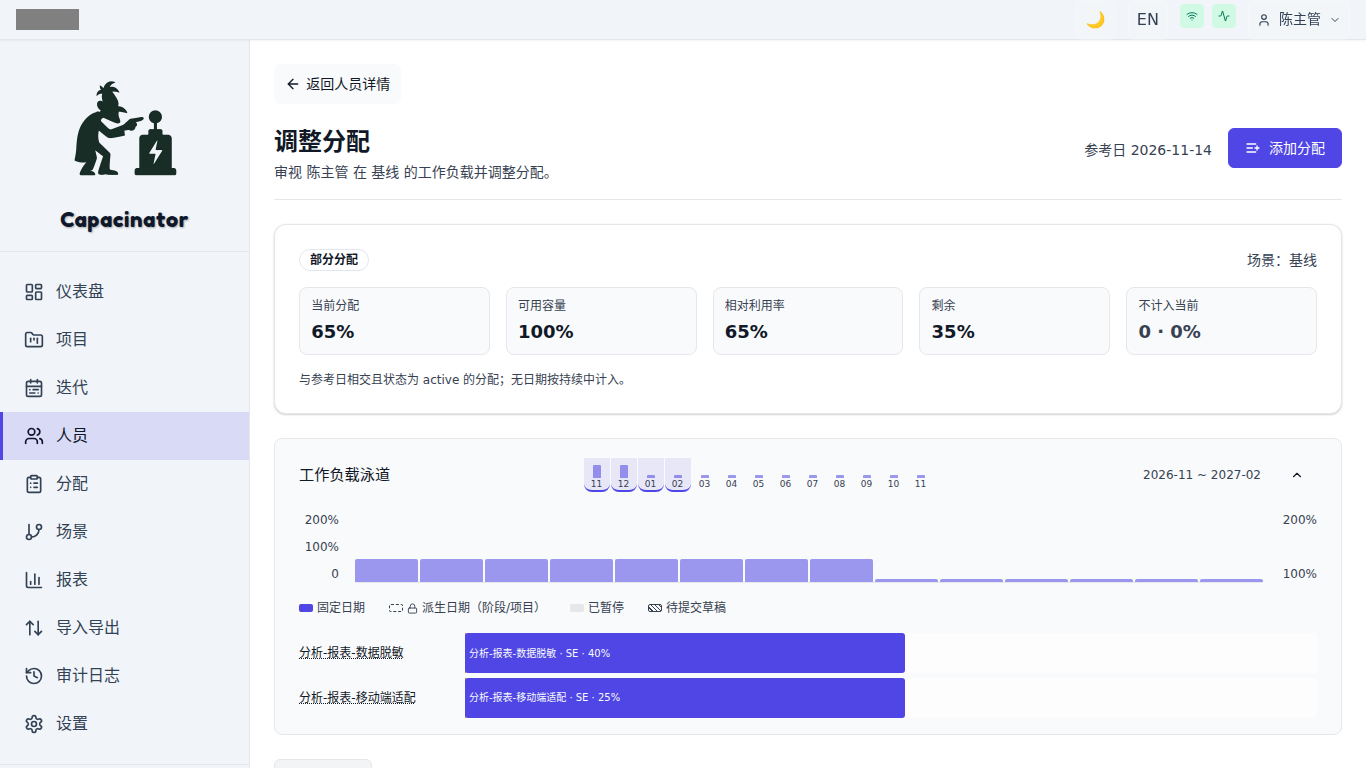 EN
陈主管
Capacinator
仪表盘
项目
迭代
人员
分配
场景
报表
导入导出
审计日志
设置
返回人员详情
调整分配
审视 陈主管 在 基线 的工作负载并调整分配。
参考日 2026-11-14
添加分配
部分分配
场景：基线
当前分配
65%
可用容量
100%
相对利用率
65%
剩余
35%
不计入当前
0 · 0%
与参考日相交且状态为 active 的分配；无日期按持续中计入。
工作负载泳道
11 12 01 02 03 04 05 06 07 08 09 10 11
2026-11 ~ 2027-02
200% 200%
100%
0 100%
固定日期 派生日期（阶段/项目） 已暂停 待提交草稿
分析-报表-数据脱敏 分析-报表-数据脱敏 · SE · 40%
分析-报表-移动端适配 分析-报表-移动端适配 · SE · 25%